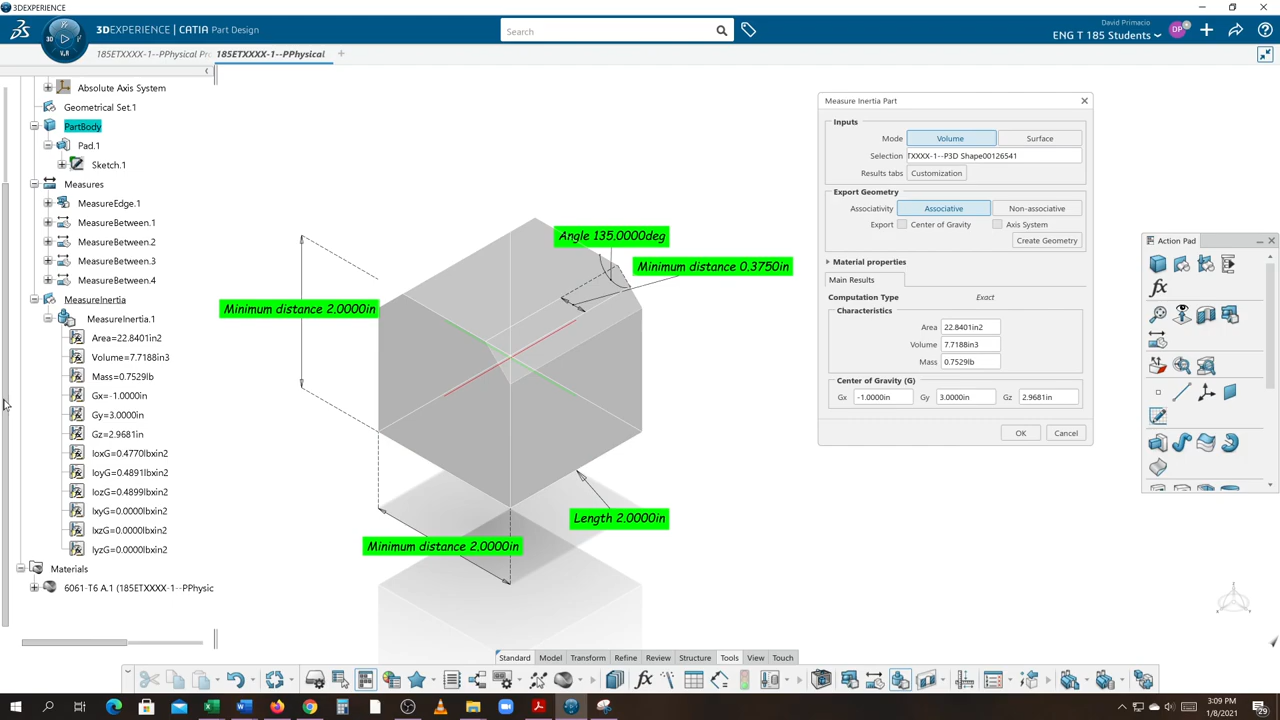 3DEXPERIENCE
3DEXPERIENCE | CATIA Part Design
V.R
Search
David Primacio
ENG T 185 Students
DP
185ETXXXX-1--PPhysical Pr
185ETXXXX-1--PPhysical
Absolute Axis System
Geometrical Set.1
PartBody
Pad.1
Sketch.1
Measures
MeasureEdge.1
MeasureBetween.1
MeasureBetween.2
MeasureBetween.3
MeasureBetween.4
MeasureInertia
MeasureInertia.1
Area=22.8401in2
Volume=7.7188in3
Mass=0.7529lb
Gx=-1.0000in
Gy=3.0000in
Gz=2.9681in
IoxG=0.4770lbxin2
IoyG=0.4891lbxin2
IozG=0.4899lbxin2
IxyG=0.0000lbxin2
IxzG=0.0000lbxin2
IyzG=0.0000lbxin2
Materials
6061-T6 A.1 (185ETXXXX-1--PPhysic
Angle 135.0000deg
Minimum distance 0.3750in
Minimum distance 2.0000in
Length 2.0000in
Minimum distance 2.0000in
Measure Inertia Part
Inputs
Mode Volume Surface
Selection TXXXX-1--P3D Shape00126541
Results tabs Customization
Export Geometry
Associativity Associative Non-associative
Export Center of Gravity Axis System
Create Geometry
Material properties
Main Results
Computation Type Exact
Characteristics
Area 22.8401in2
Volume 7.7188in3
Mass 0.7529lb
Center of Gravity (G)
Gx -1.0000in Gy 3.0000in Gz 2.9681in
OK Cancel
Action Pad
fx
Standard Model Transform Refine Review Structure Tools View Touch
fx
3:09 PM
1/8/2021